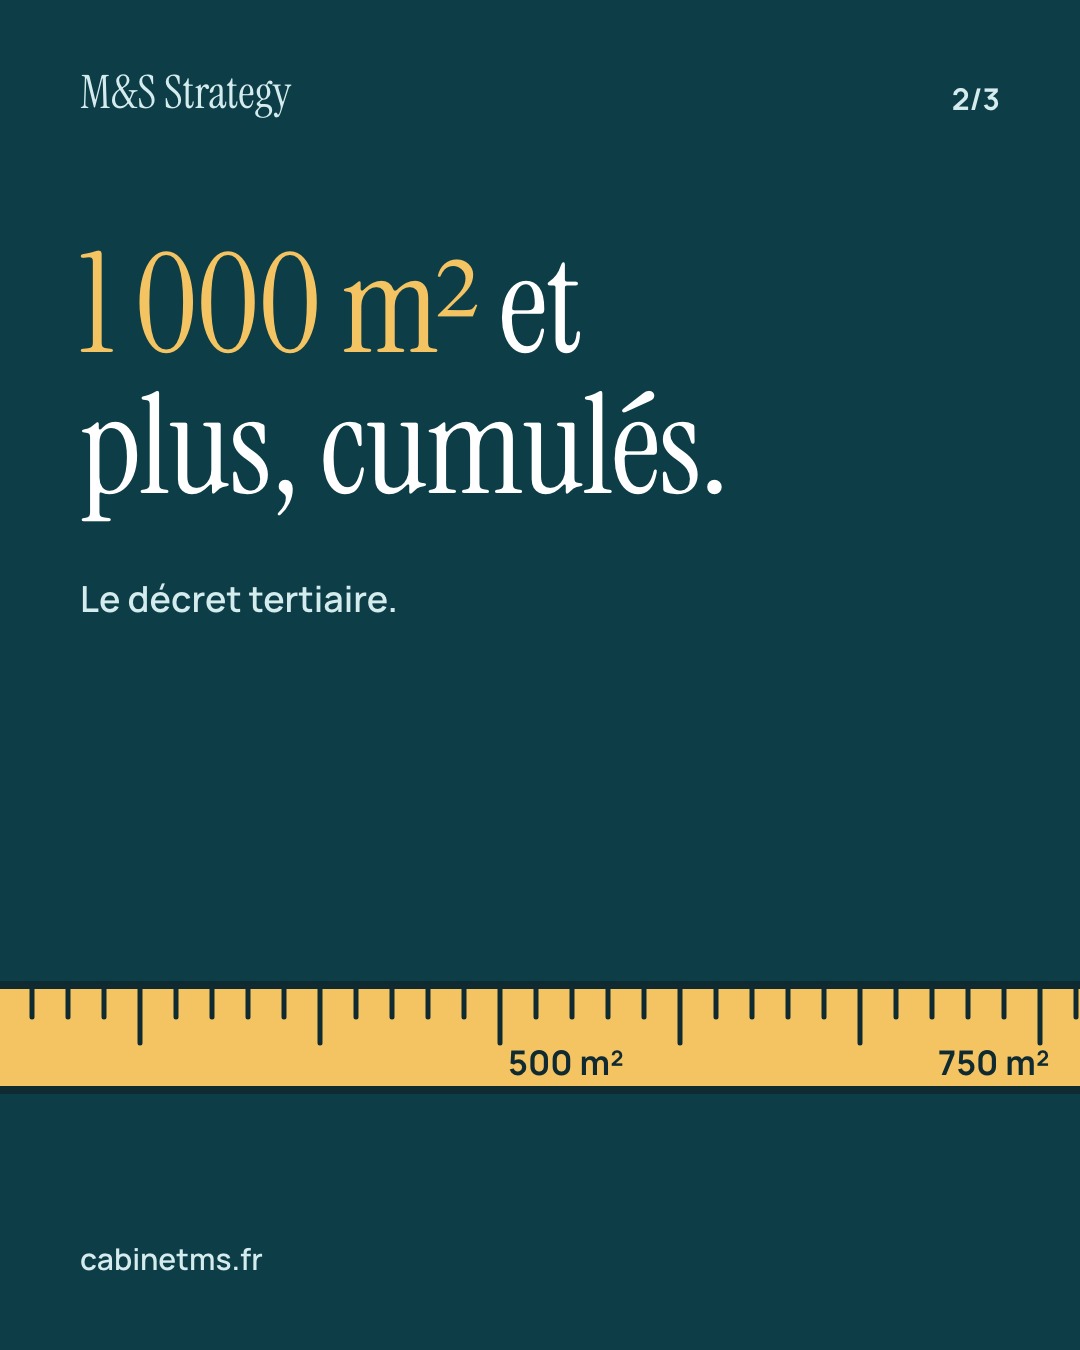 M&S Strategy
2/3
1 000 m² et
plus, cumulés.
Le décret tertiaire.
500 m²
750 m²
cabinetms.fr